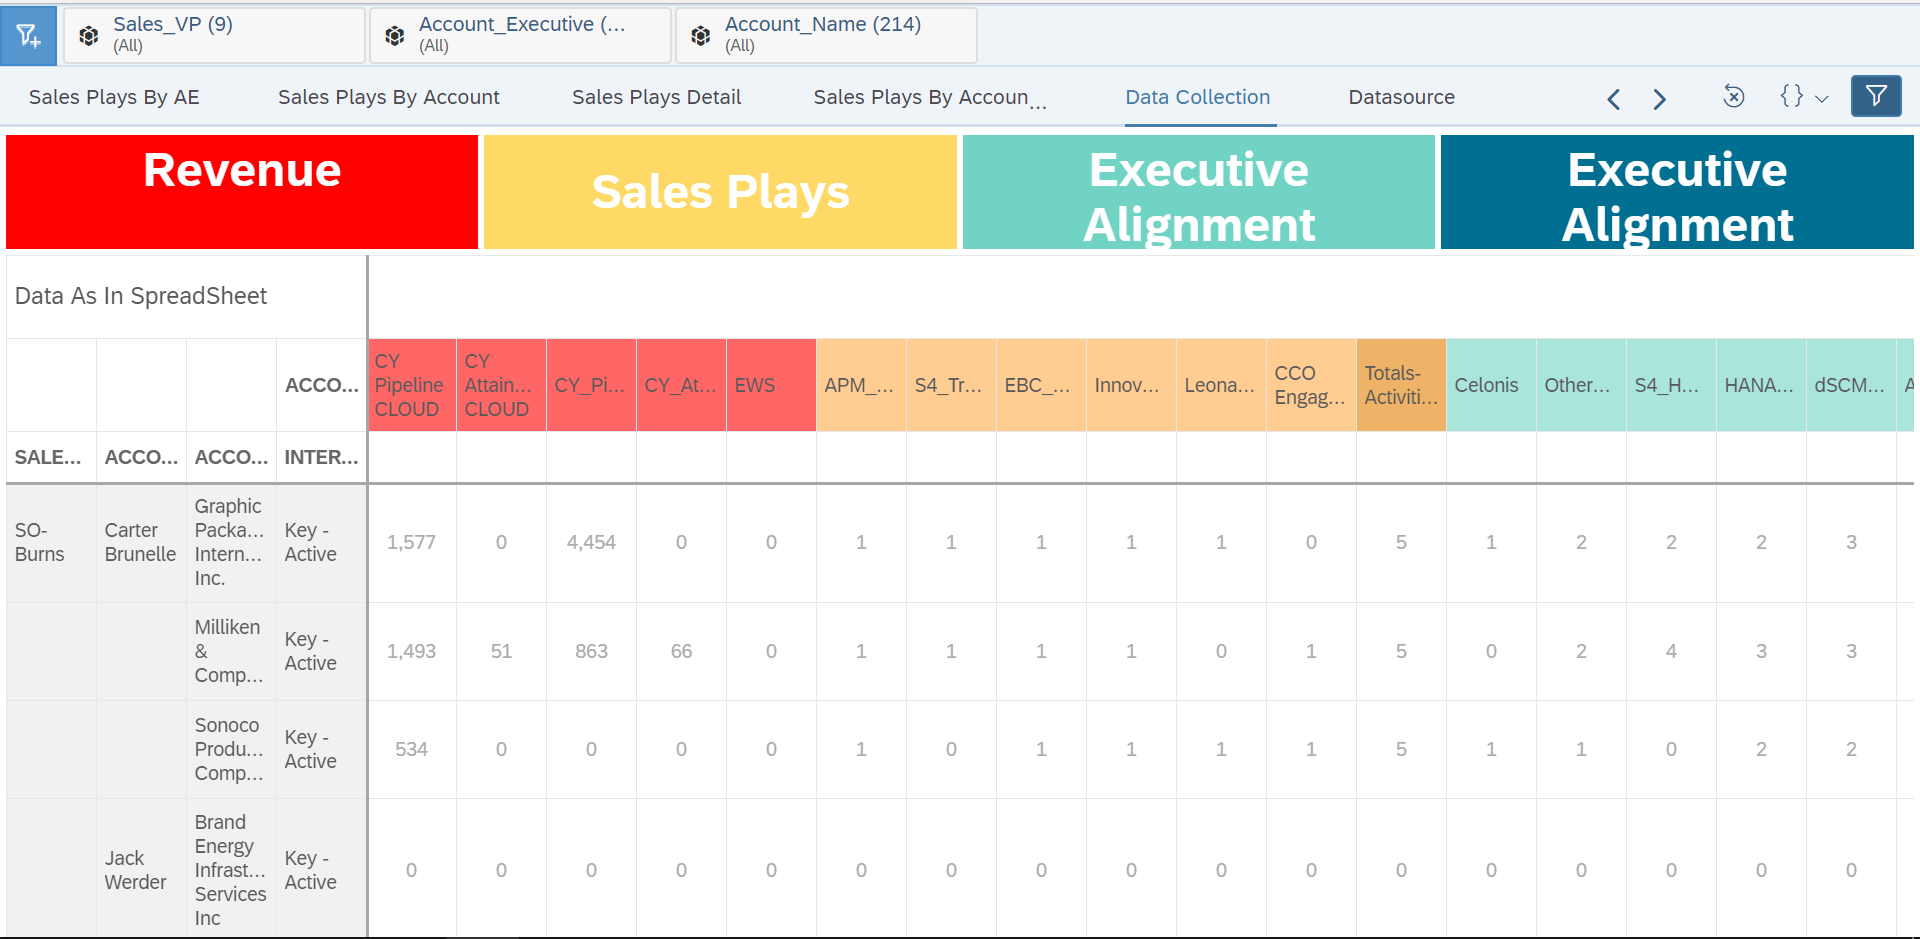 Sales_VP (9)
(All)
Account_Executive (...
(All)
Account_Name (214)
(All)
Sales Plays By AE
Sales Plays By Account
Sales Plays Detail
Sales Plays By Accoun...
Data Collection
Datasource
{}
Revenue
Sales Plays
Executive
Alignment
Executive
Alignment
Data As In SpreadSheet
ACCO...
CY
Pipeline
CLOUD
CY
Attain...
CLOUD
CY_Pi...
CY_At...
EWS
APM_...
S4_Tr...
EBC_...
Innov...
Leona...
CCO
Engag...
Totals-
Activiti...
Celonis
Other...
S4_H...
HANA...
dSCM...
A
SALE...
ACCO...
ACCO...
INTER...
SO-
Burns
Carter
Brunelle
Graphic
Packa...
Intern...
Inc.
Key -
Active
1,577 0 4,454 0 0 1 1 1 1 1 0 5 1 2 2 2 3
Milliken
&
Comp...
Key -
Active
1,493 51 863 66 0 1 1 1 1 0 1 5 0 2 4 3 3
Sonoco
Produ...
Comp...
Key -
Active
534 0 0 0 0 1 0 1 1 1 1 5 1 1 0 2 2
Jack
Werder
Brand
Energy
Infrast...
Services
Inc
Key -
Active
0 0 0 0 0 0 0 0 0 0 0 0 0 0 0 0 0